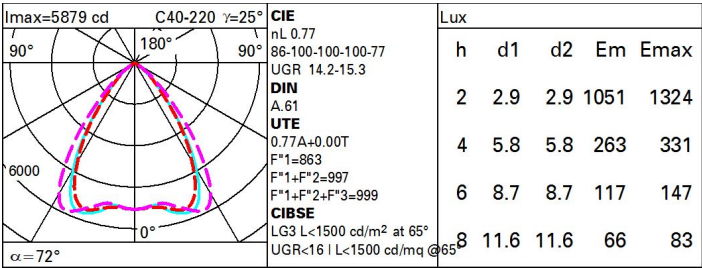 Imax=5879 cd C40-220 γ=25°
90° 180° 90°
6000
0°
α=72°
CIE
nL 0.77
86-100-100-100-77
UGR 14.2-15.3
DIN
A.61
UTE
0.77A+0.00T
F"1=863
F"1+F"2=997
F"1+F"2+F"3=999
CIBSE
LG3 L<1500 cd/m² at 65°
UGR<16 | L<1500 cd/mq @65°
Lux
h d1 d2 Em Emax
2 2.9 2.9 1051 1324
4 5.8 5.8 263 331
6 8.7 8.7 117 147
8 11.6 11.6 66 83